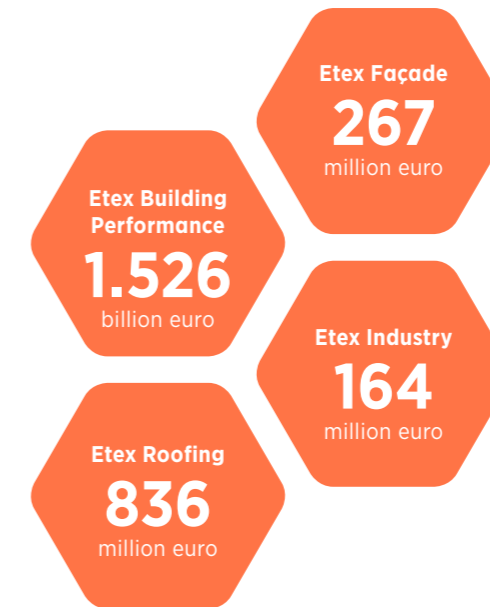 Etex Façade
267
million euro
Etex Building
Performance
1.526
billion euro
Etex Industry
164
million euro
Etex Roofing
836
million euro